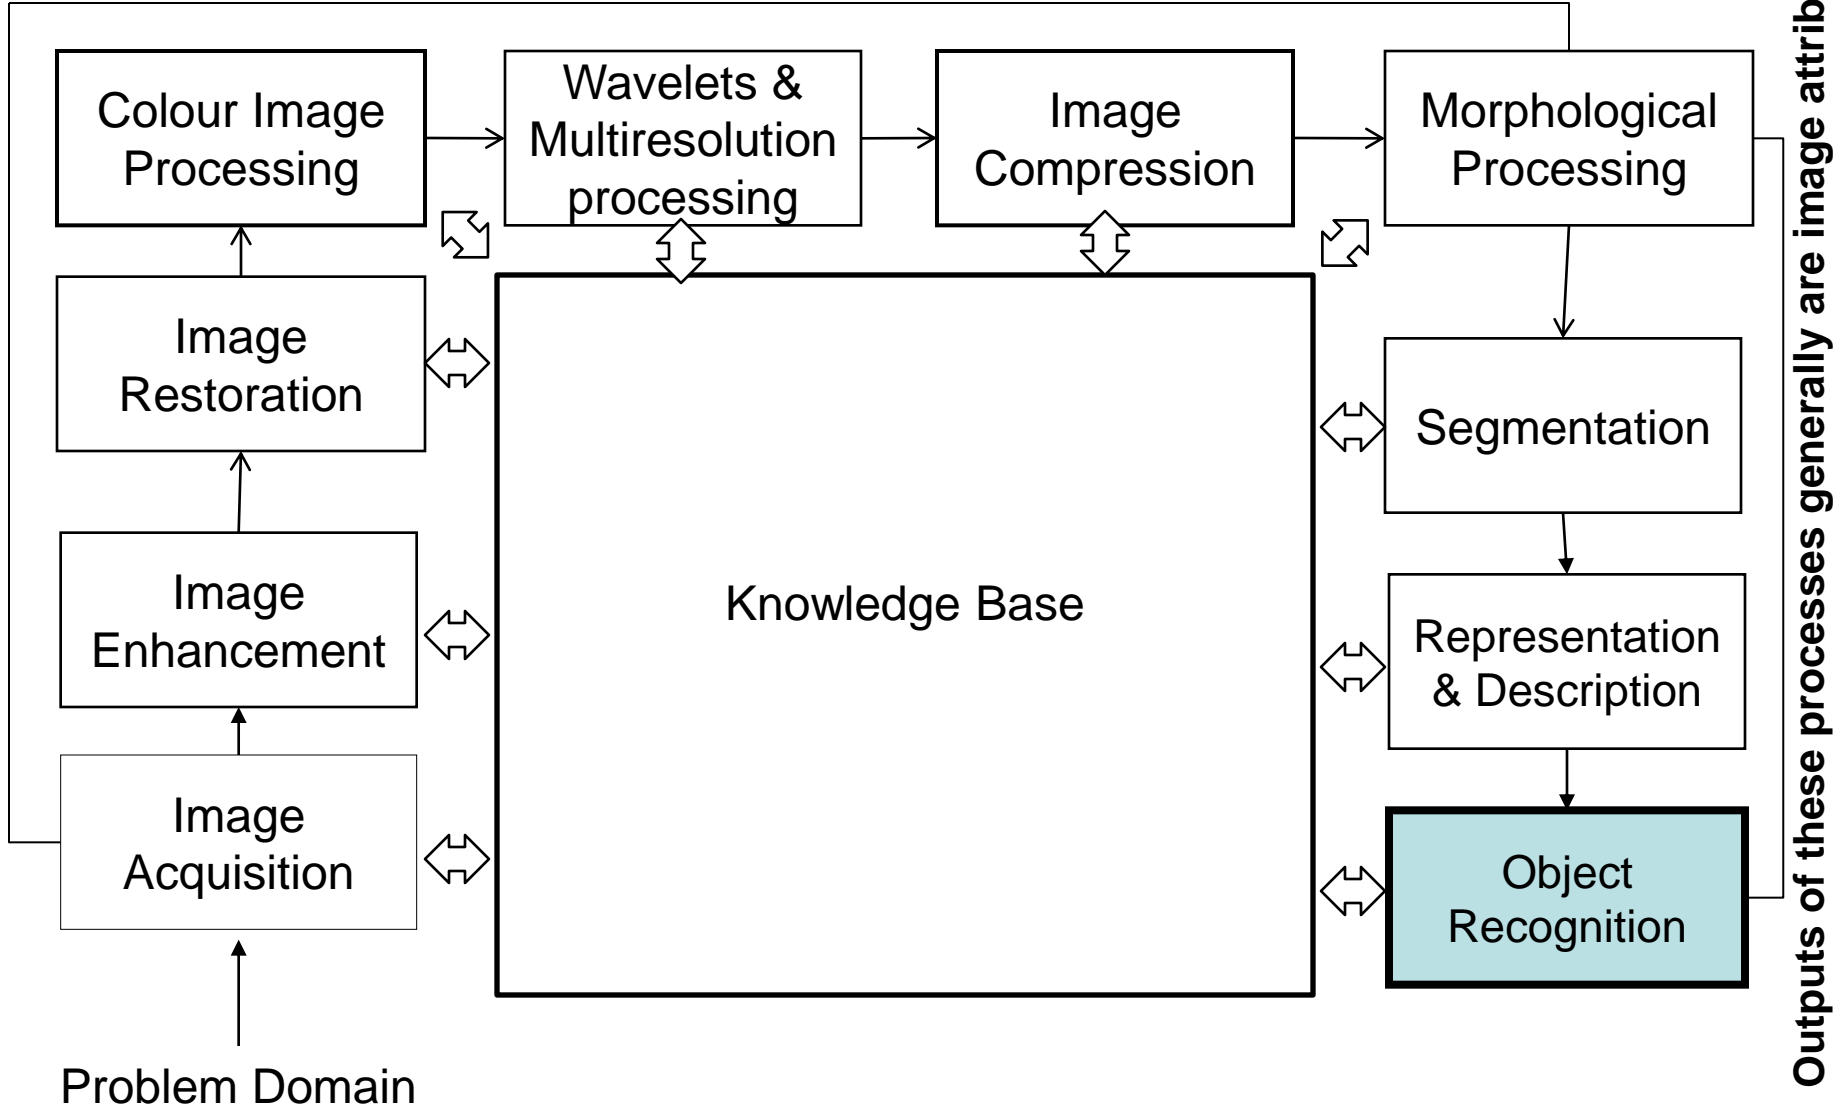 Colour Image
Processing
Wavelets &
Multiresolution
processing
Image
Compression
Morphological
Processing
Image
Restoration
Segmentation
Image
Enhancement
Knowledge Base
Representation
& Description
Image
Acquisition
Object
Recognition
Problem Domain
Outputs of these processes generally are image attrib